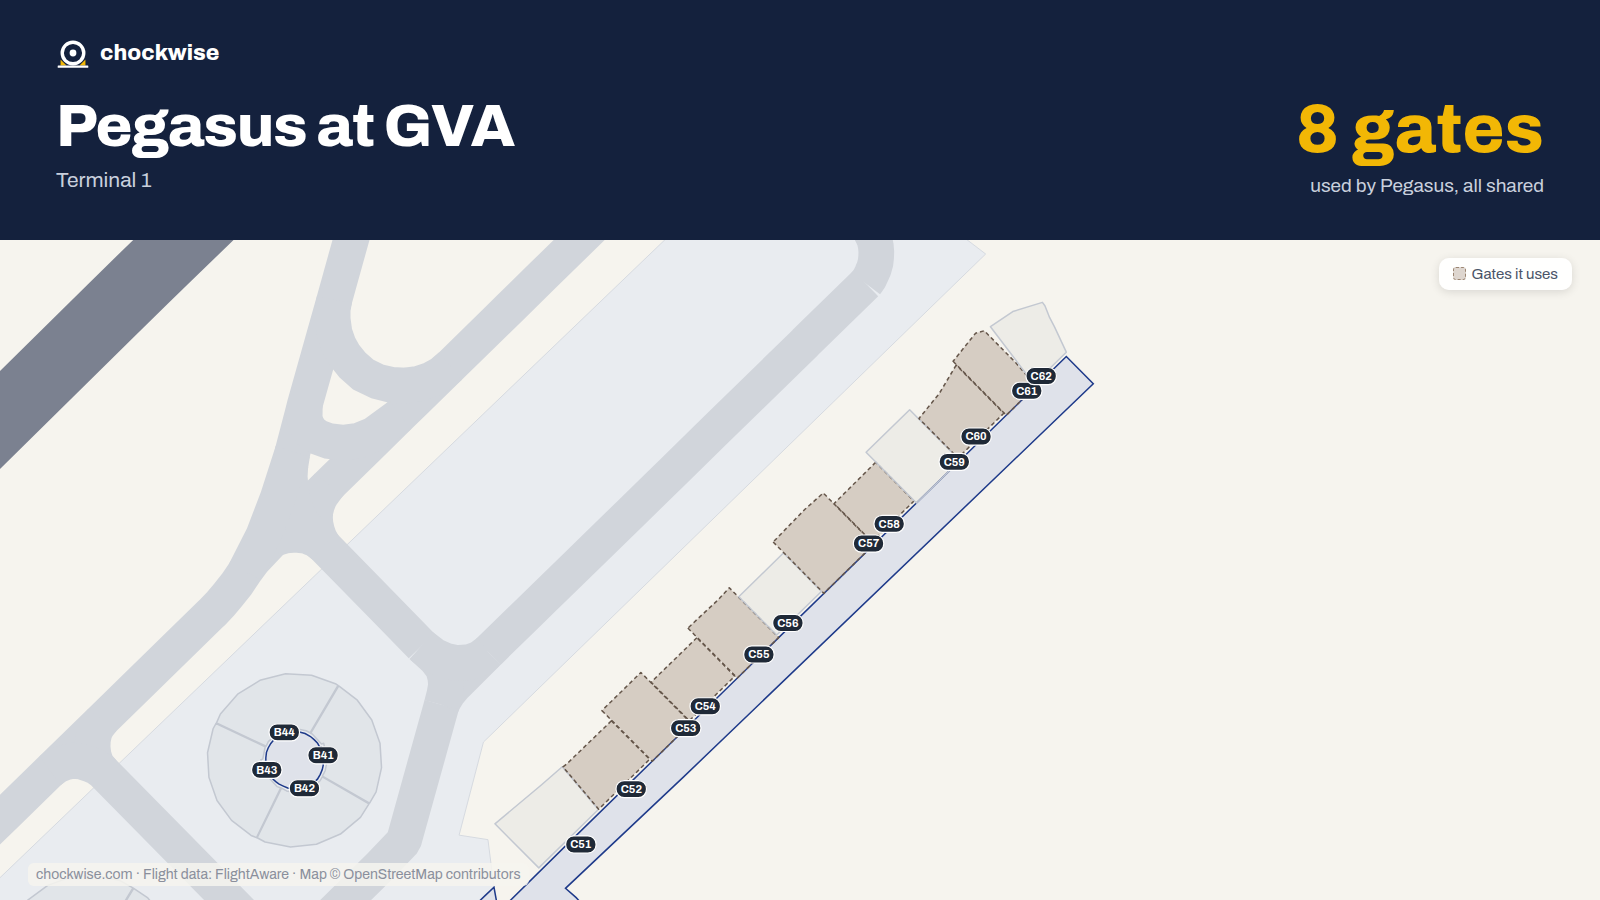 chockwise
Pegasus at GVA
Terminal 1
8 gates
used by Pegasus, all shared
Gates it uses
C62
C61
C60
C59
C58
C57
C56
C55
C54
C53
C52
C51
B44
B41
B43
B42
chockwise.com · Flight data: FlightAware · Map © OpenStreetMap contributors